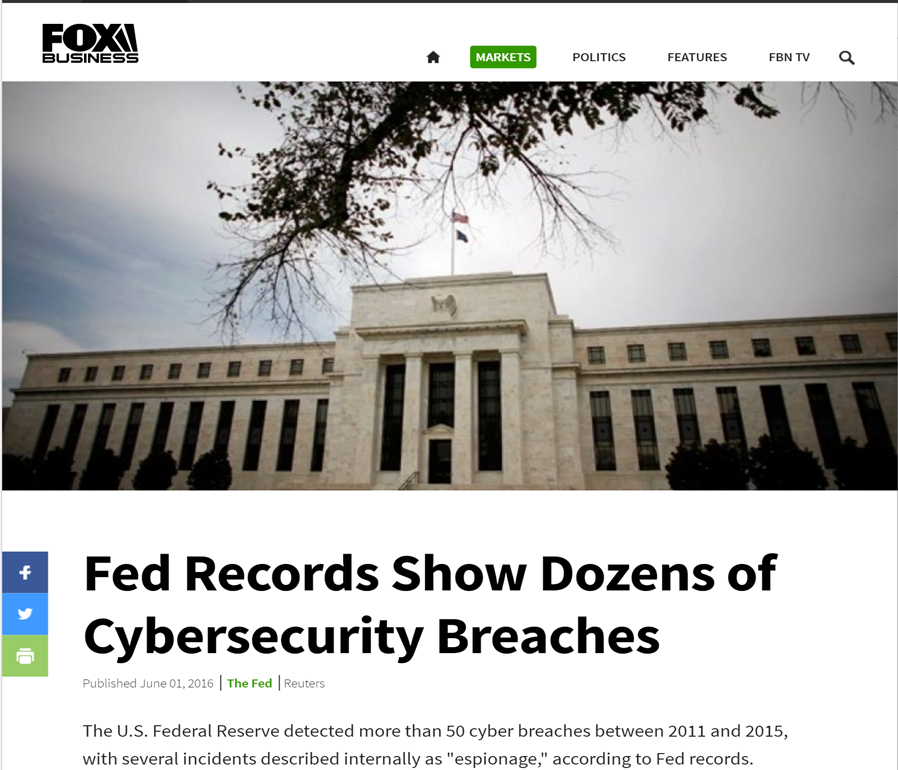 FOX
BUSINESS
MARKETS POLITICS FEATURES FBN TV
Fed Records Show Dozens of
Cybersecurity Breaches
Published June 01, 2016 | The Fed | Reuters
The U.S. Federal Reserve detected more than 50 cyber breaches between 2011 and 2015,
with several incidents described internally as "espionage," according to Fed records.